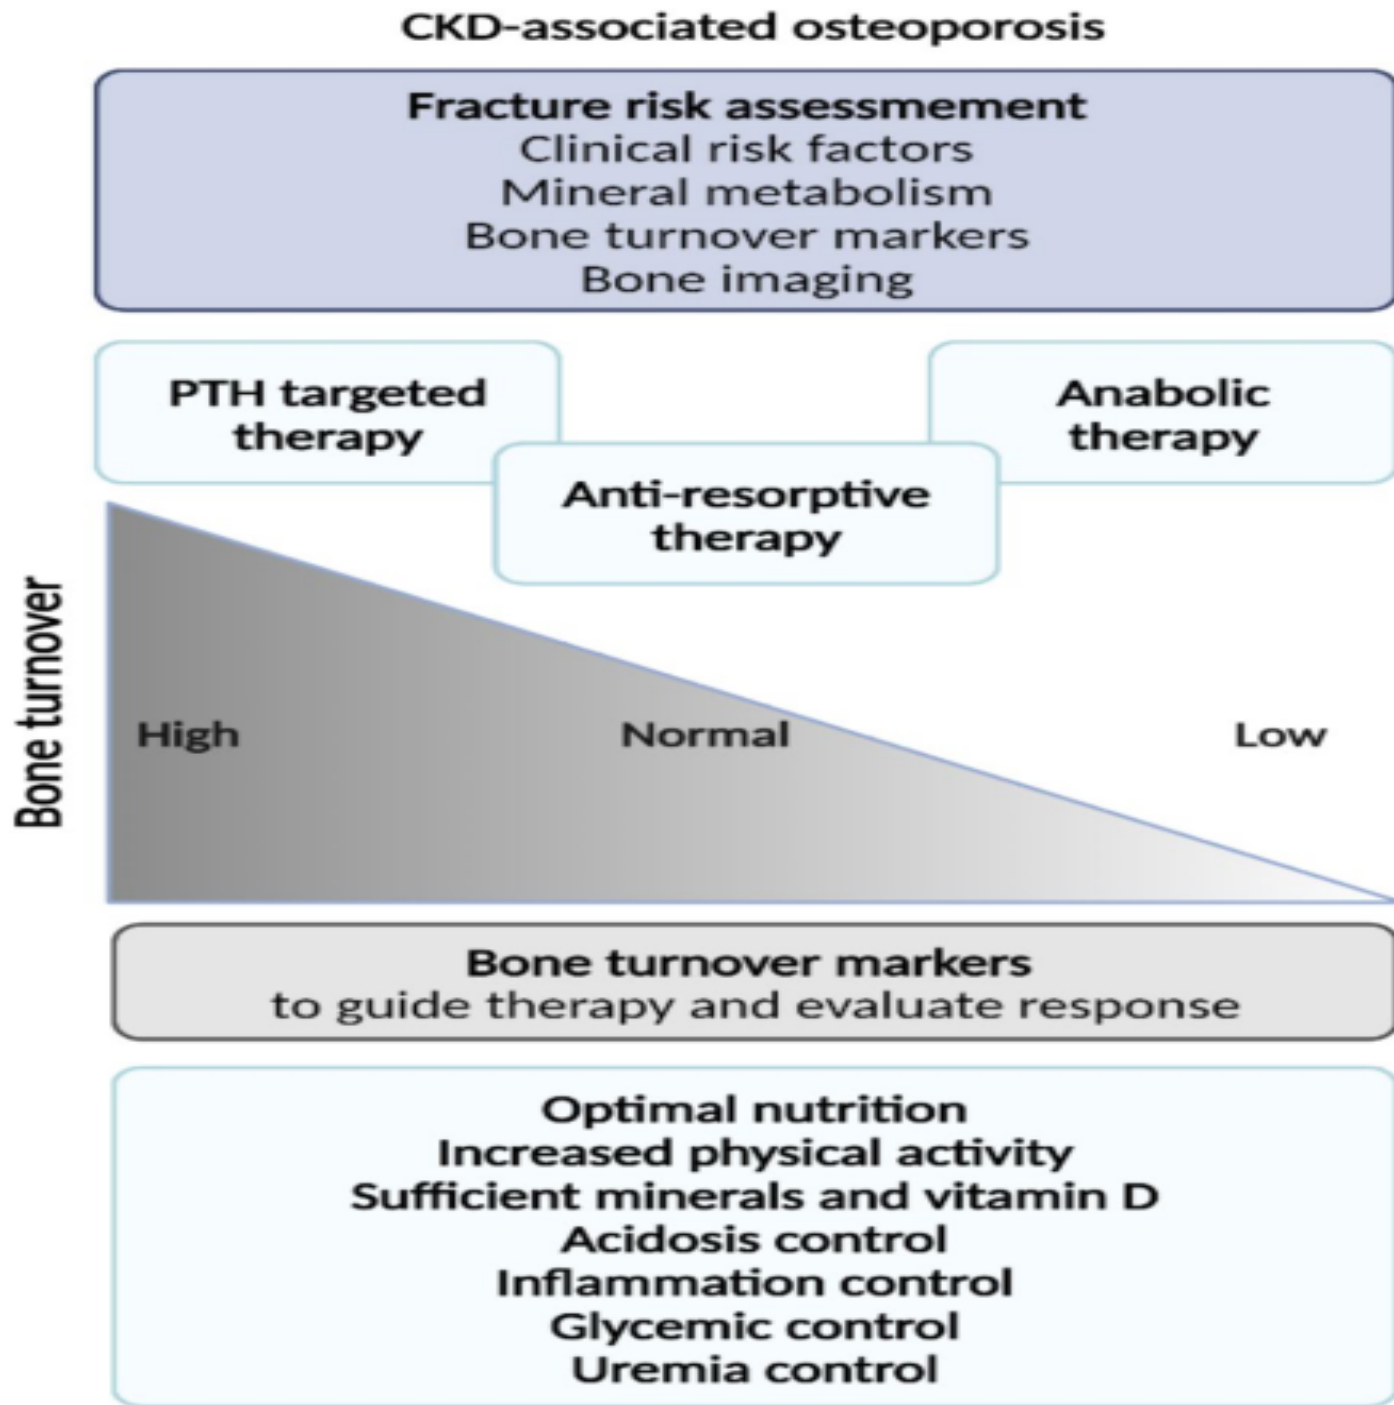 CKD-associated osteoporosis
Fracture risk assessmement
Clinical risk factors
Mineral metabolism
Bone turnover markers
Bone imaging
PTH targeted
therapy
Anabolic
therapy
Anti-resorptive
therapy
Bone turnover
High
Normal
Low
Bone turnover markers
to guide therapy and evaluate response
Optimal nutrition
Increased physical activity
Sufficient minerals and vitamin D
Acidosis control
Inflammation control
Glycemic control
Uremia control